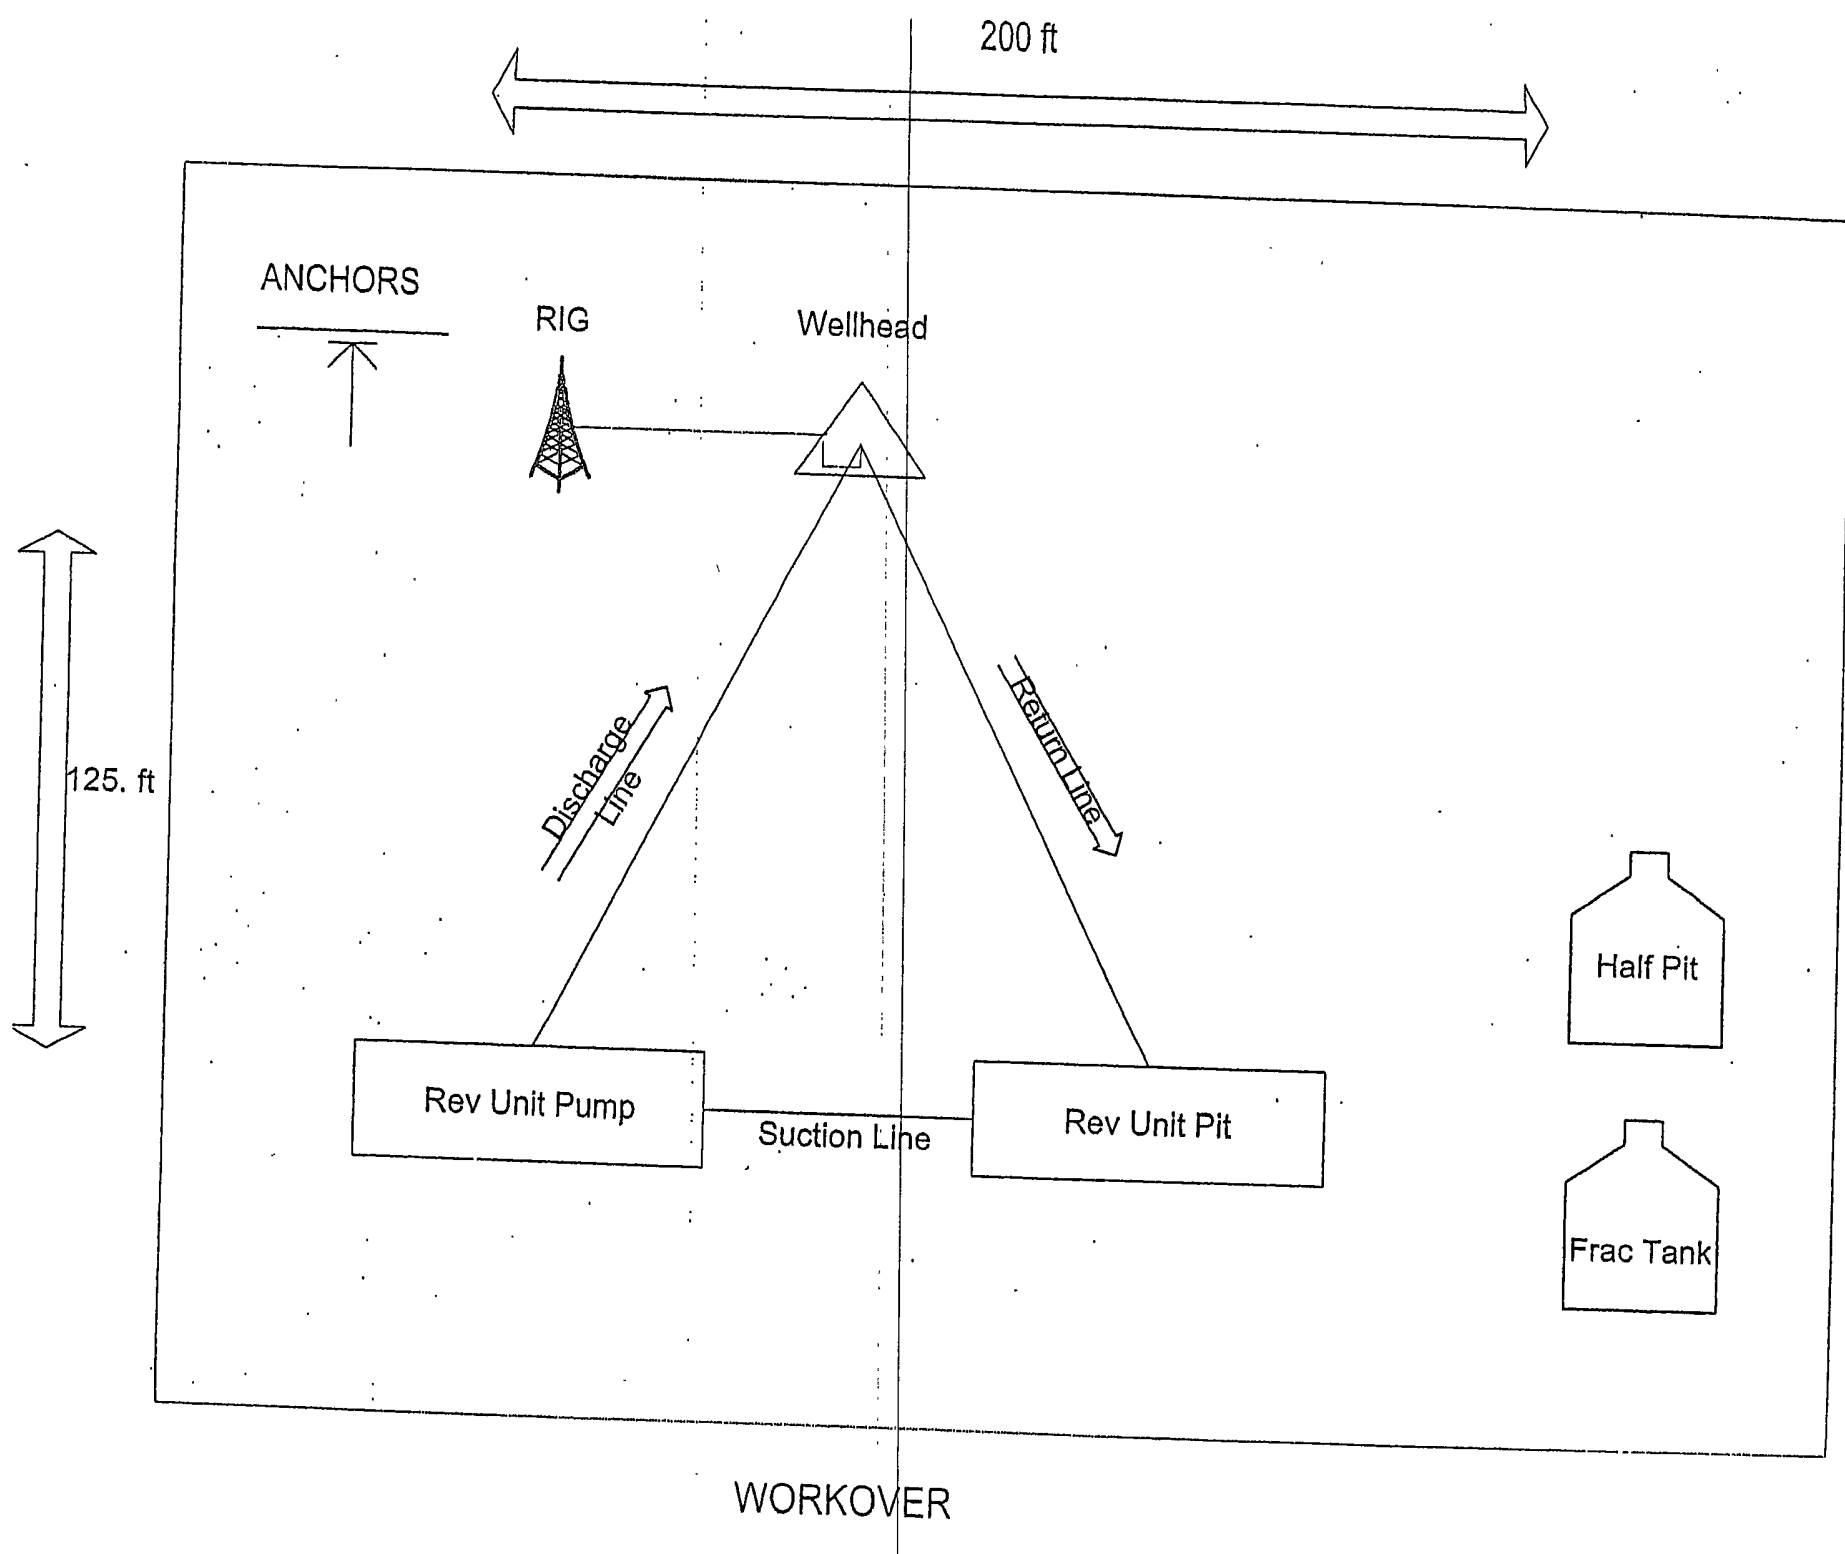 200 ft
ANCHORS
RIG
Wellhead
125. ft
Discharge
Line
Return Line
Half Pit
Rev Unit Pump
Suction Line
Rev Unit Pit
Frac Tank
WORKOVER